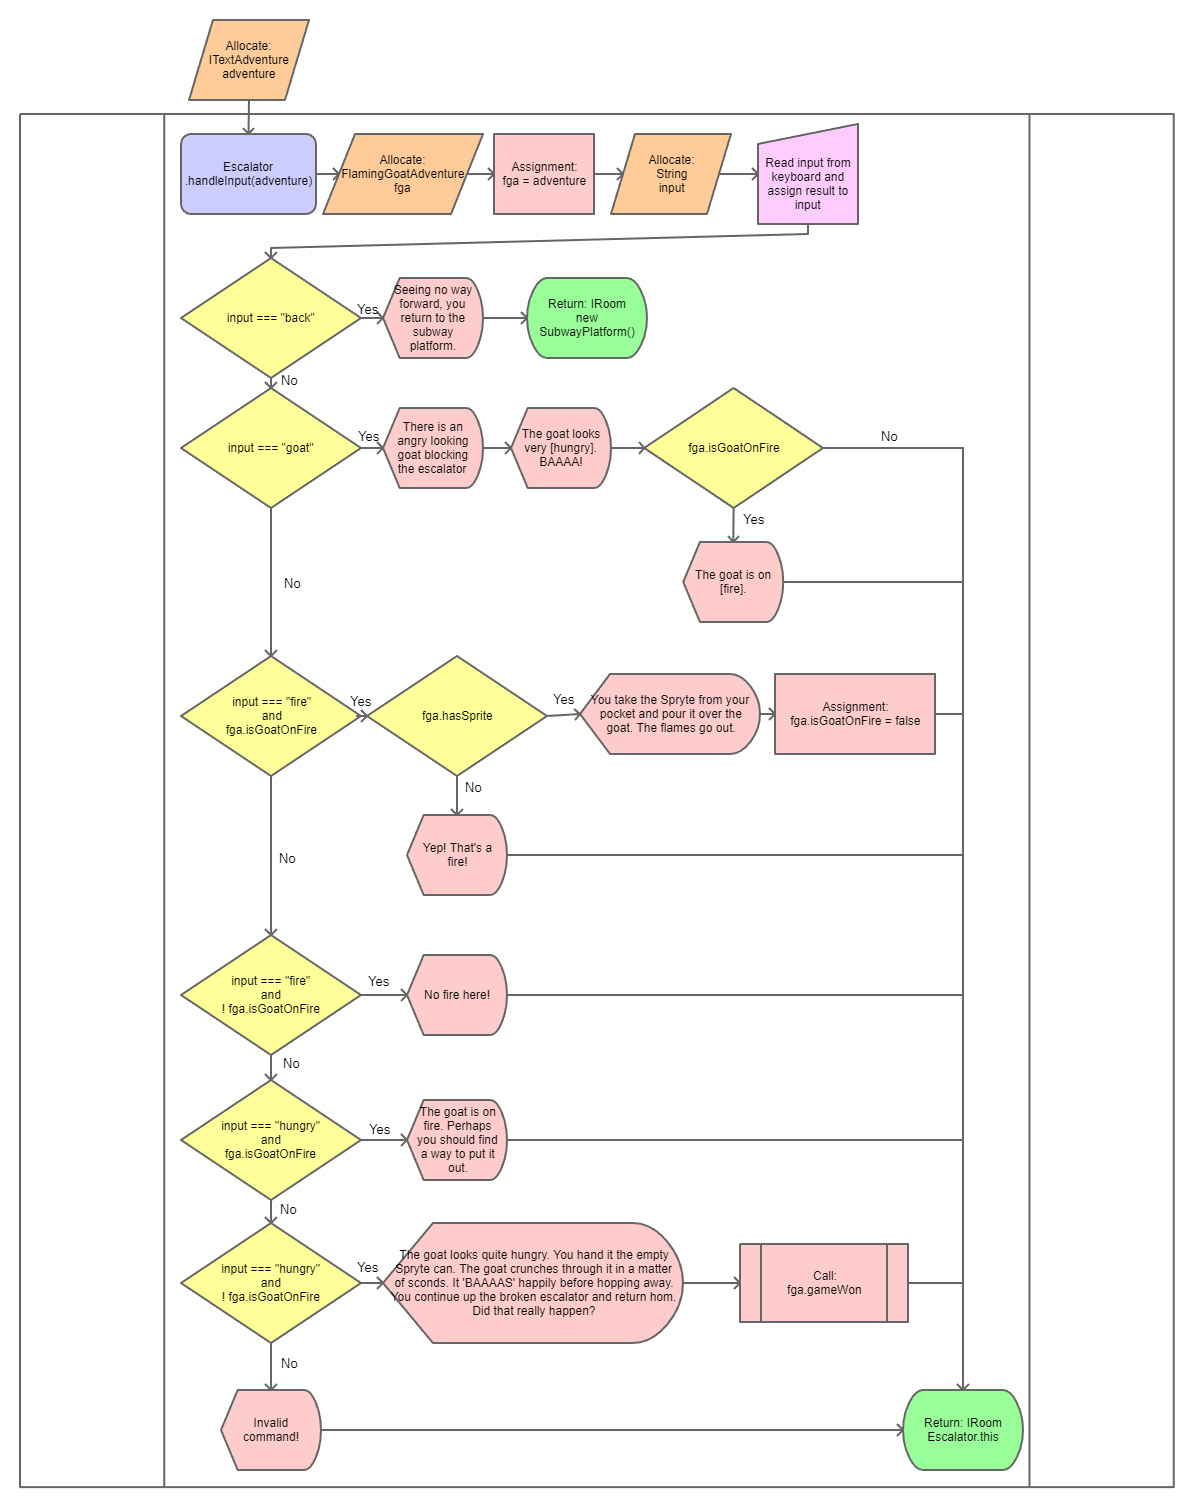 Allocate:
ITextAdventure
adventure
Escalator
.handleInput(adventure)
Allocate:
FlamingGoatAdventure
fga
Assignment:
fga = adventure
Allocate:
String
input
Read input from
keyboard and
assign result to
input
input === "back"
Yes
Seeing no way
forward, you
return to the
subway
platform.
Return: IRoom
new
SubwayPlatform()
No
input === "goat"
Yes
There is an
angry looking
goat blocking
the escalator
The goat looks
very [hungry].
BAAAA!
fga.isGoatOnFire
No
Yes
The goat is on
[fire].
No
input === "fire"
and
fga.isGoatOnFire
Yes
fga.hasSprite
Yes
You take the Spryte from your
pocket and pour it over the
goat. The flames go out.
Assignment:
fga.isGoatOnFire = false
No
Yep! That's a
fire!
No
input === "fire"
and
! fga.isGoatOnFire
Yes
No fire here!
No
input === "hungry"
and
fga.isGoatOnFire
Yes
The goat is on
fire. Perhaps
you should find
a way to put it
out.
No
input === "hungry"
and
! fga.isGoatOnFire
Yes
The goat looks quite hungry. You hand it the empty
Spryte can. The goat crunches through it in a matter
of sconds. It 'BAAAAS' happily before hopping away.
You continue up the broken escalator and return hom.
Did that really happen?
Call:
fga.gameWon
No
Invalid
command!
Return: IRoom
Escalator.this